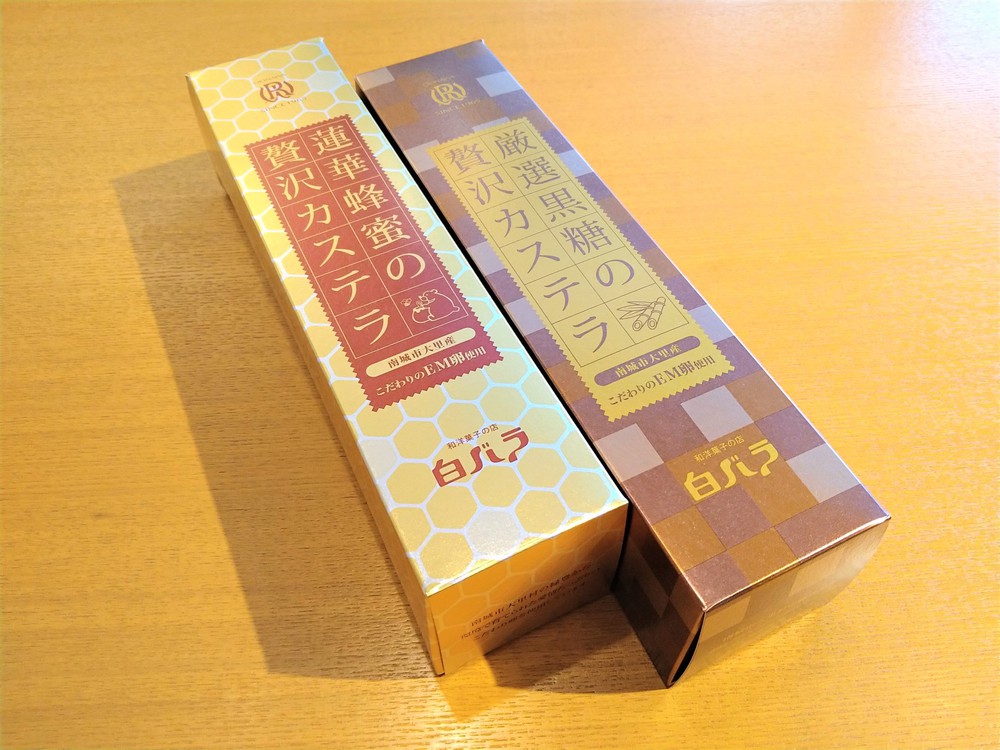 蓮華蜂蜜の
贅沢カステラ
南城市大里産
こだわりのEM卵使用
和洋菓子の店
白バラ
厳選黒糖の
贅沢カステラ
南城市大里産
こだわりのEM卵使用
和洋菓子の店
白バラ